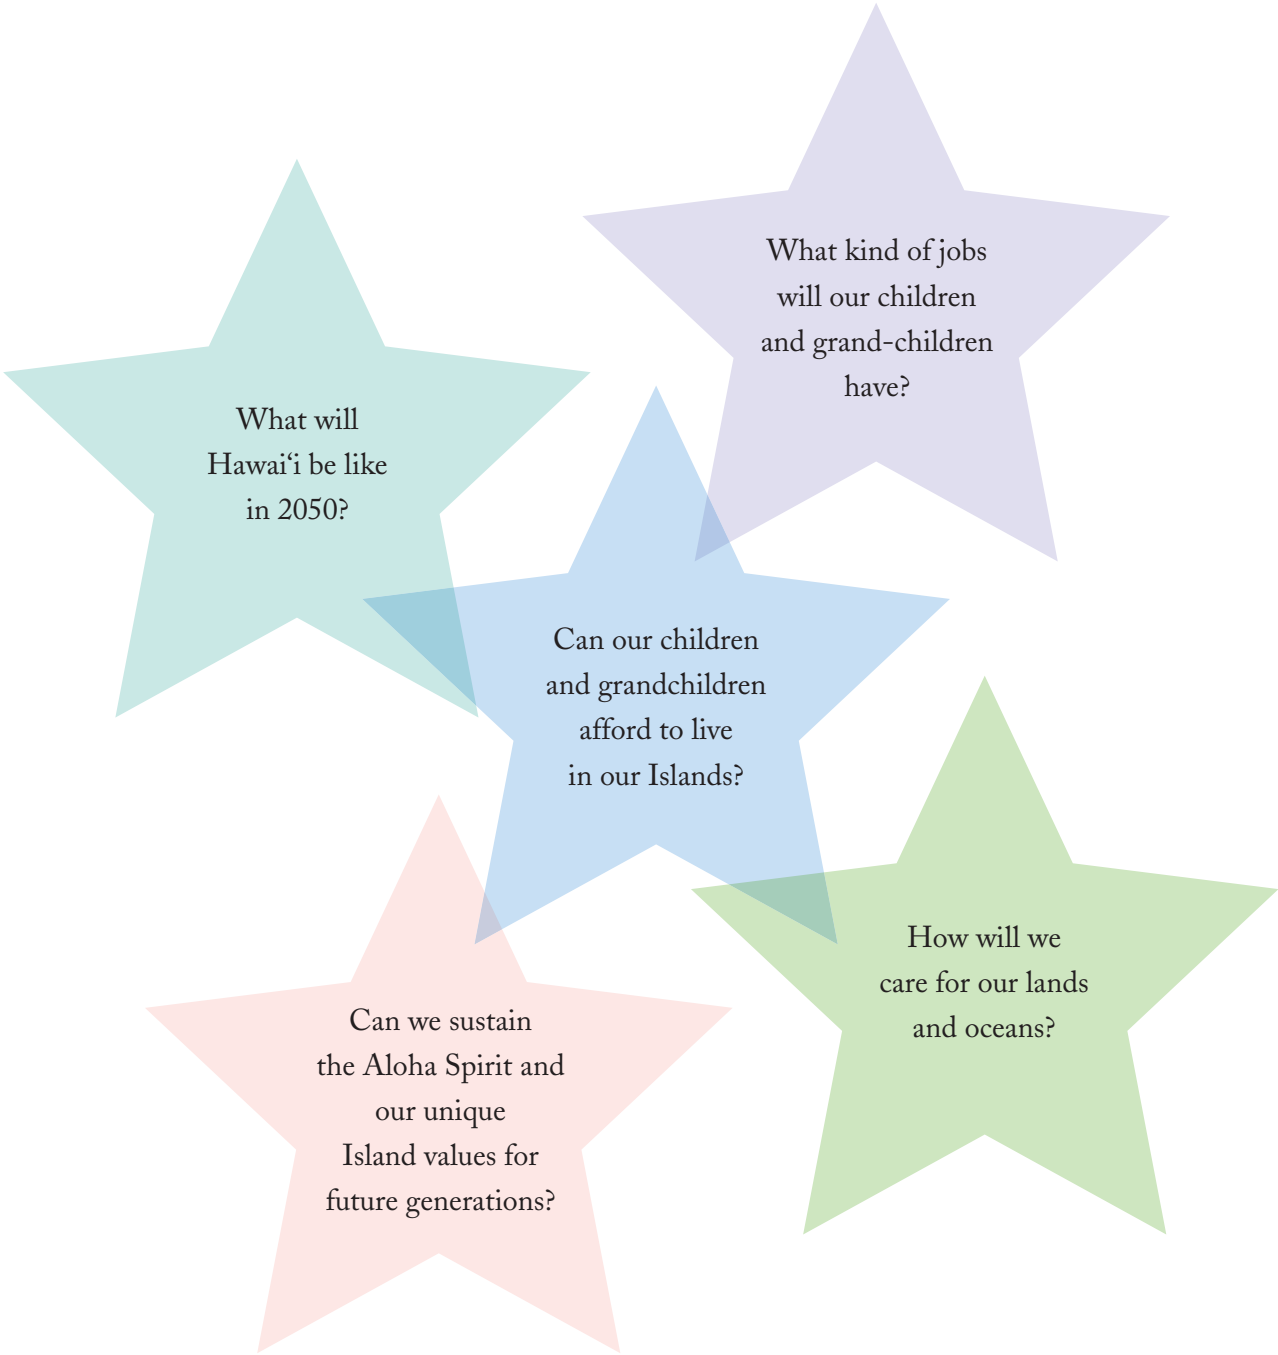 What kind of jobs
will our children
and grand-children
have?
What will
Hawai‘i be like
in 2050?
Can our children
and grandchildren
afford to live
in our Islands?
How will we
care for our lands
and oceans?
Can we sustain
the Aloha Spirit and
our unique
Island values for
future generations?